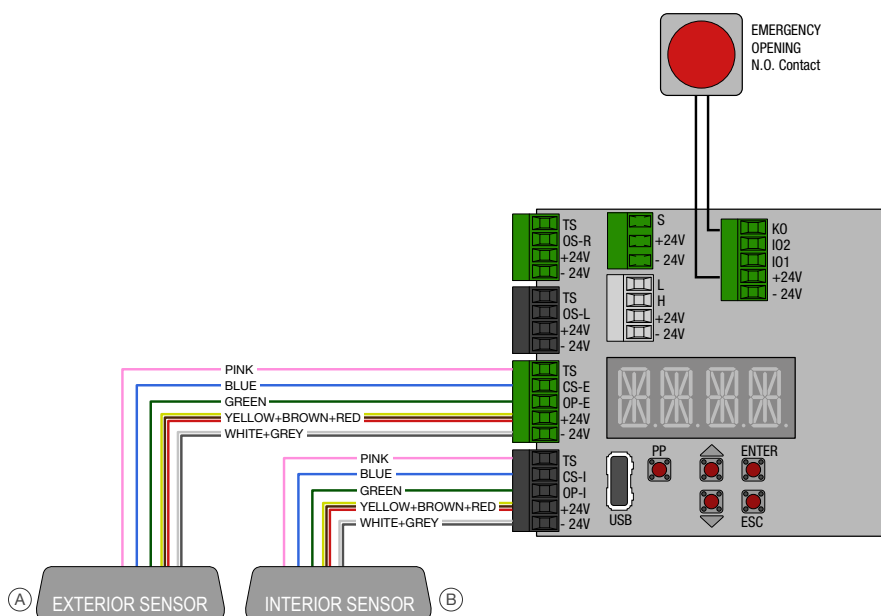 EMERGENCY
OPENING
N.O. Contact
TS
OS-R
+24V
- 24V
S
+24V
- 24V
KO
IO2
IO1
+24V
- 24V
TS
OS-L
+24V
- 24V
L
H
+24V
- 24V
PINK
BLUE
GREEN
YELLOW+BROWN+RED
WHITE+GREY
TS
CS-E
OP-E
+24V
- 24V
PINK
BLUE
GREEN
YELLOW+BROWN+RED
WHITE+GREY
TS
CS-I
OP-I
+24V
- 24V
USB
PP
ENTER
ESC
A
EXTERIOR SENSOR
INTERIOR SENSOR
B